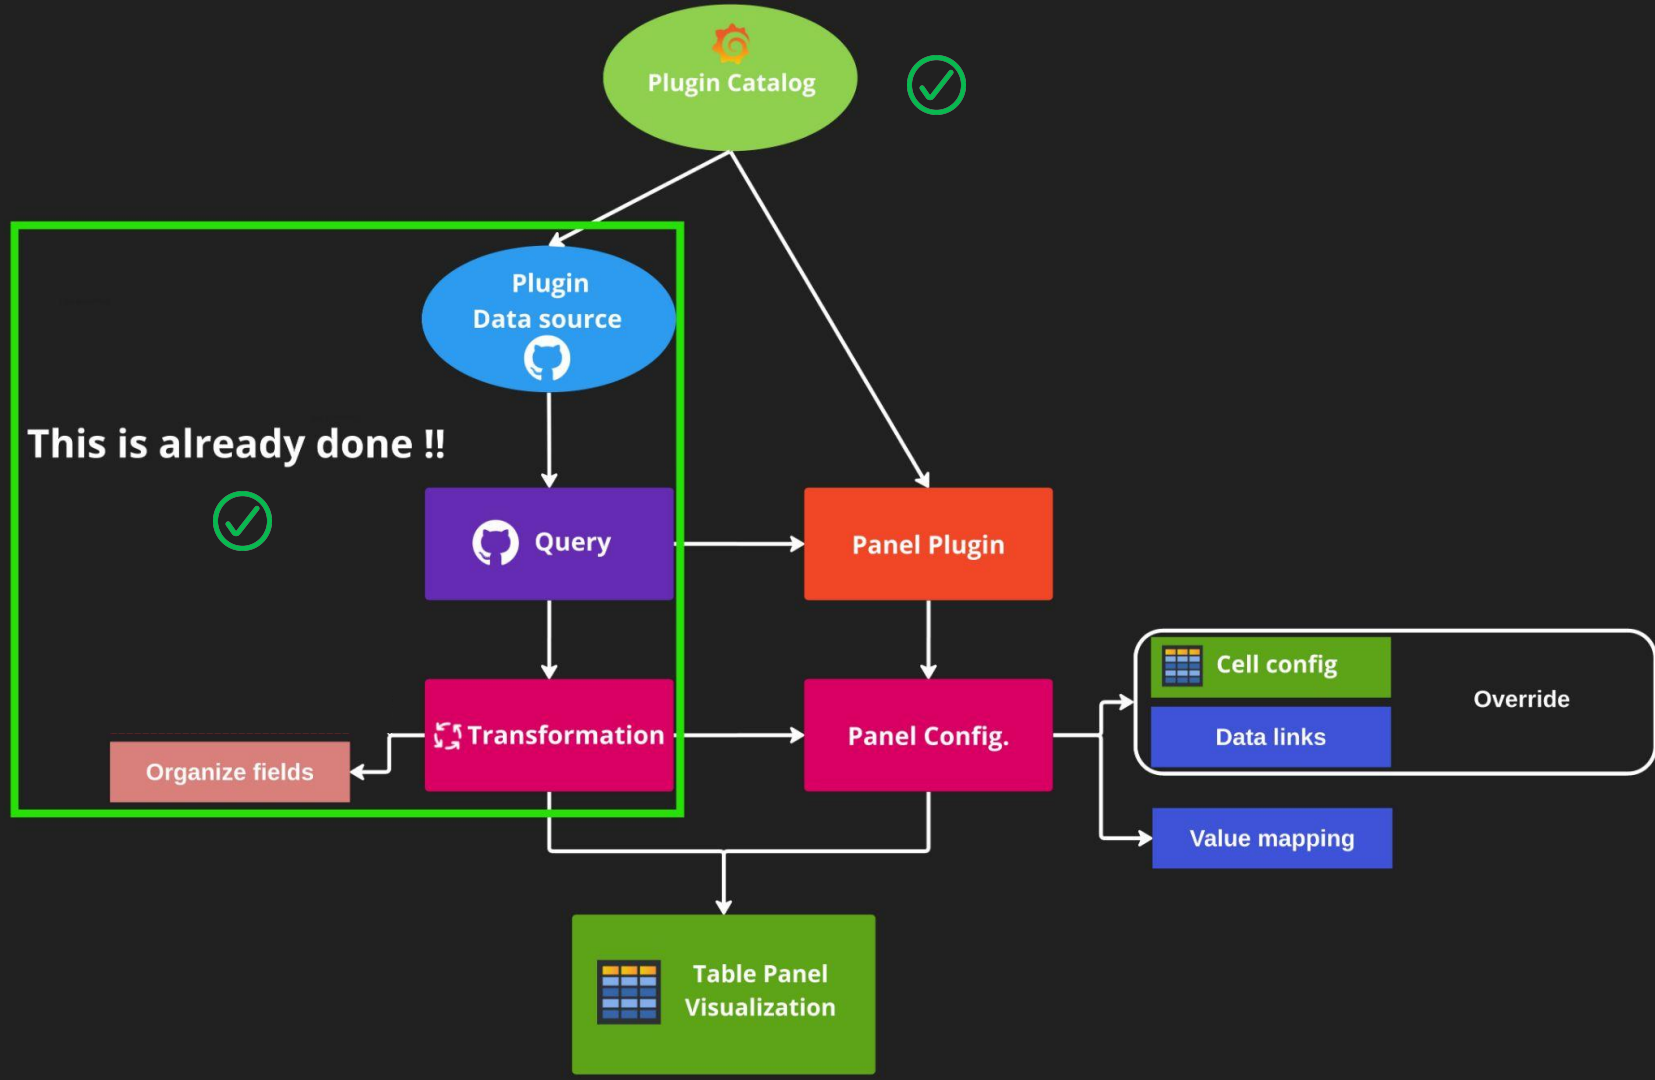 Plugin Catalog
Plugin
Data source
This is already done !!
Query
Panel Plugin
Transformation
Organize fields
Panel Config.
Cell config
Data links
Override
Value mapping
Table Panel
Visualization